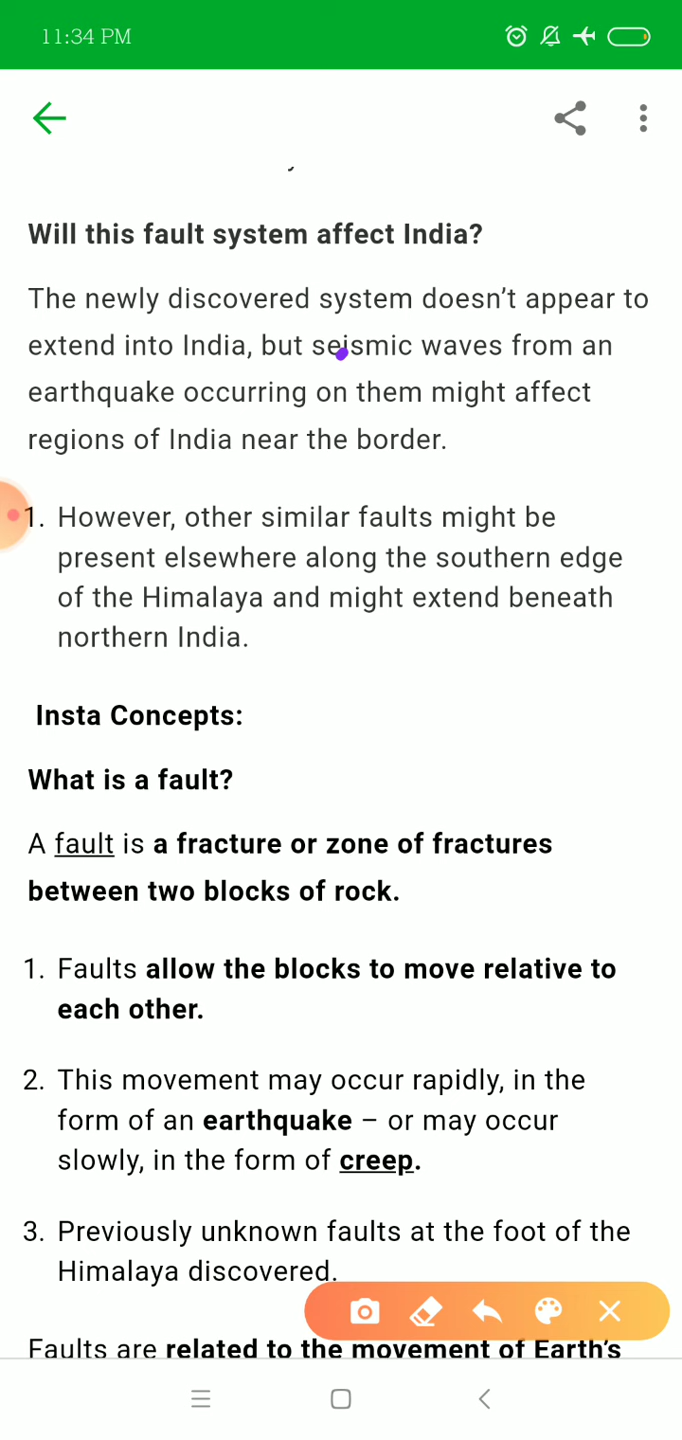 11:34 PM
Will this fault system affect India?
The newly discovered system doesn't appear to
extend into India, but seismic waves from an
earthquake occurring on them might affect
regions of India near the border.
1. However, other similar faults might be
present elsewhere along the southern edge
of the Himalaya and might extend beneath
northern India.
Insta Concepts:
What is a fault?
A fault is a fracture or zone of fractures
between two blocks of rock.
1. Faults allow the blocks to move relative to
each other.
2. This movement may occur rapidly, in the
form of an earthquake – or may occur
slowly, in the form of creep.
3. Previously unknown faults at the foot of the
Himalaya discovered.
Faults are related to the movement of Earth's